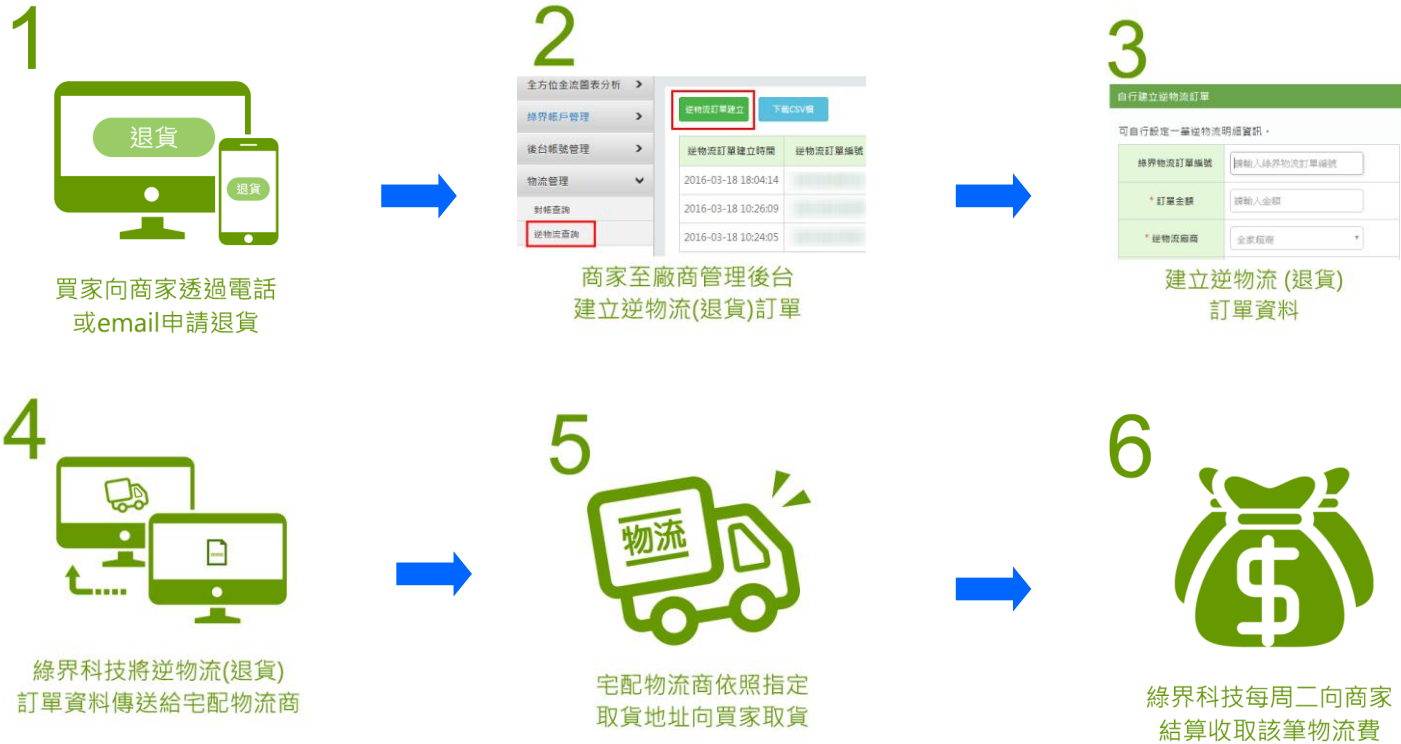 1
退貨
退貨
買家向商家透過電話
或email申請退貨
2
全方位金流圖表分析
綠界帳戶管理
後台帳號管理
物流管理
對帳查詢
逆物流查詢
逆物流訂單建立
下載CSV檔
逆物流訂單建立時間 逆物流訂單編號
2016-03-18 18:04:14
2016-03-18 10:26:09
2016-03-18 10:24:05
商家至廠商管理後台
建立逆物流(退貨)訂單
3
自行建立逆物流訂單
可自行設定一筆逆物流明細資訊。
綠界物流訂單編號 請輸入綠界物流訂單編號
* 訂單金額 請輸入金額
* 逆物流廠商 全家超商
建立逆物流 (退貨)
訂單資料
4
綠界科技將逆物流(退貨)
訂單資料傳送給宅配物流商
5
物流
宅配物流商依照指定
取貨地址向買家取貨
6
$
綠界科技每周二向商家
結算收取該筆物流費